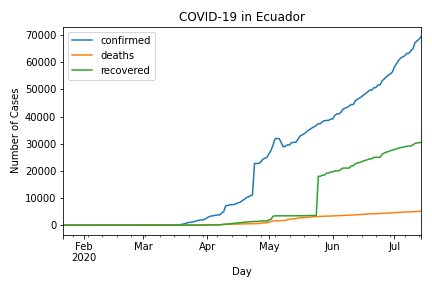 COVID-19 in Ecuador
confirmed
deaths
recovered
70000
60000
50000
40000
30000
20000
10000
0
Number of Cases
Feb
2020
Mar
Apr
May
Jun
Jul
Day